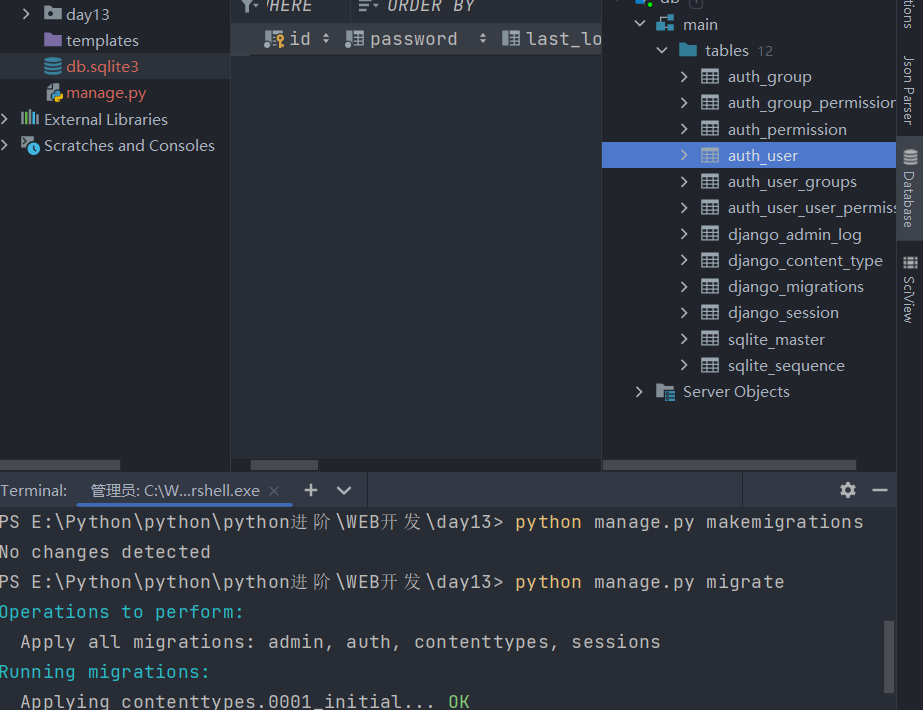 day13
templates
db.sqlite3
manage.py
External Libraries
Scratches and Consoles
ORDER BY
id
password
main
tables 12
auth_group
auth_group_permission
auth_permission
auth_user
auth_user_groups
auth_user_user_permis
django_admin_log
django_content_type
django_migrations
django_session
sqlite_master
sqlite_sequence
Server Objects
Json Parser
Database
SciView
Terminal: 管理员: C:\W...rshell.exe
PS E:\Python\python\python进阶\WEB开发\day13> python manage.py makemigrations
No changes detected
PS E:\Python\python\python进阶\WEB开发\day13> python manage.py migrate
Operations to perform:
Apply all migrations: admin, auth, contenttypes, sessions
Running migrations:
Applying contenttypes.0001_initial... OK